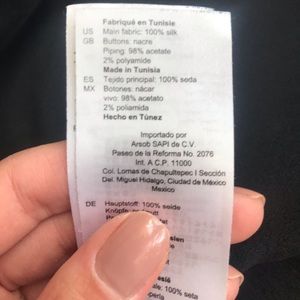 Fabriqué en Tunisie
US Main fabric: 100% silk
GB Buttons: nacre
Piping: 98% acetate
2% polyamide
Made in Tunisia
ES Tejido principal: 100% seda
MX Botones: nácar
vivo: 98% acetato
2% poliamida
Hecho en Túnez
Importado por
Arsob SAPI de C.V.
Paseo de la Reforma No. 2076
Int. A C.P. 11000
Col. Lomas de Chapultepec I Sección
Del. Miguel Hidalgo, Ciudad de México
Mexico
DE Hauptstoff: 100% seide